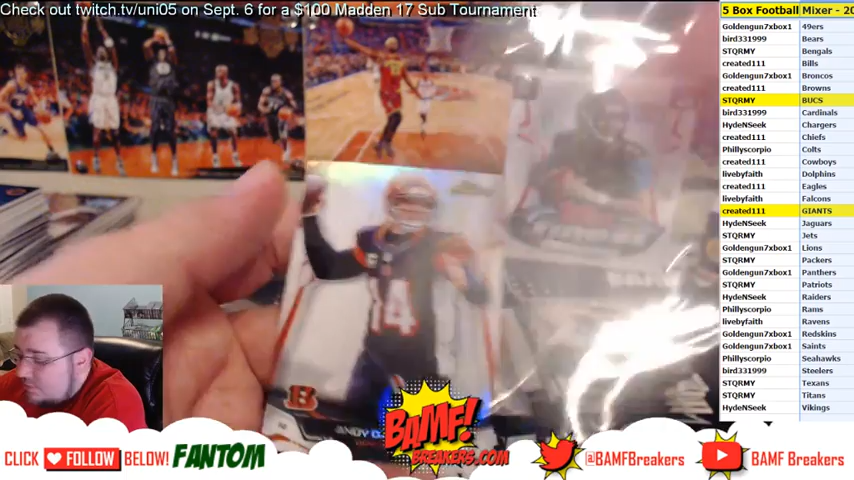 Check out twitch.tv/uni05 on Sept. 6 for a $100 Madden 17 Sub Tournament
5 Box Football Mixer - 20
Goldengun7xbox1 49ers
bird331999 Bears
STQRMY Bengals
created111 Bills
Goldengun7xbox1 Broncos
created111 Browns
STQRMY BUCS
bird331999 Cardinals
HydeNSeek Chargers
created111 Chiefs
Phillyscorpio Colts
created111 Cowboys
livebyfaith Dolphins
created111 Eagles
livebyfaith Falcons
created111 GIANTS
HydeNSeek Jaguars
STQRMY Jets
Goldengun7xbox1 Lions
STQRMY Packers
Goldengun7xbox1 Panthers
STQRMY Patriots
HydeNSeek Raiders
Phillyscorpio Rams
livebyfaith Ravens
Goldengun7xbox1 Redskins
Goldengun7xbox1 Saints
Phillyscorpio Seahawks
bird331999 Steelers
STQRMY Texans
STQRMY Titans
HydeNSeek Vikings
14
B
ANDY
BAMF!
BREAKERS.COM
CLICK FOLLOW BELOW! FANTOM
@BAMFBreakers
BAMF Breakers